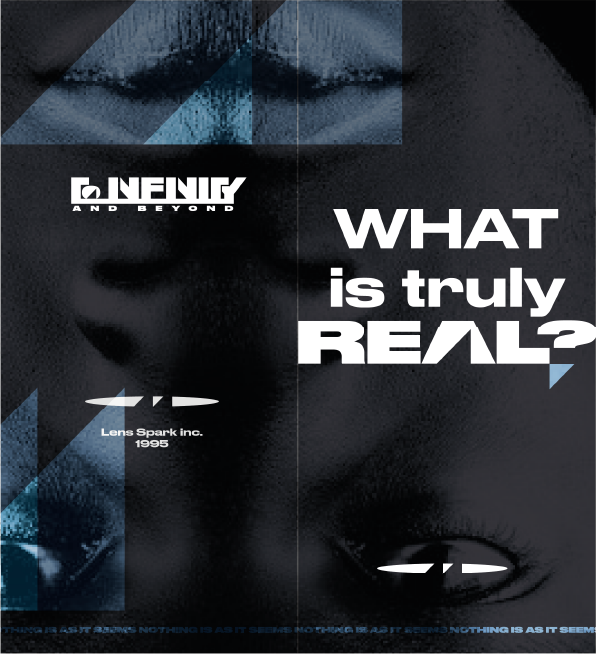 TO INFINITY
AND BEYOND
WHAT
is truly
REAL?
Lens Spark inc.
1995
THING IS AS IT SEEMS NOTHING IS AS IT SEEMS NOTHING IS AS IT SEEMS NOTHING IS AS IT SEEMS